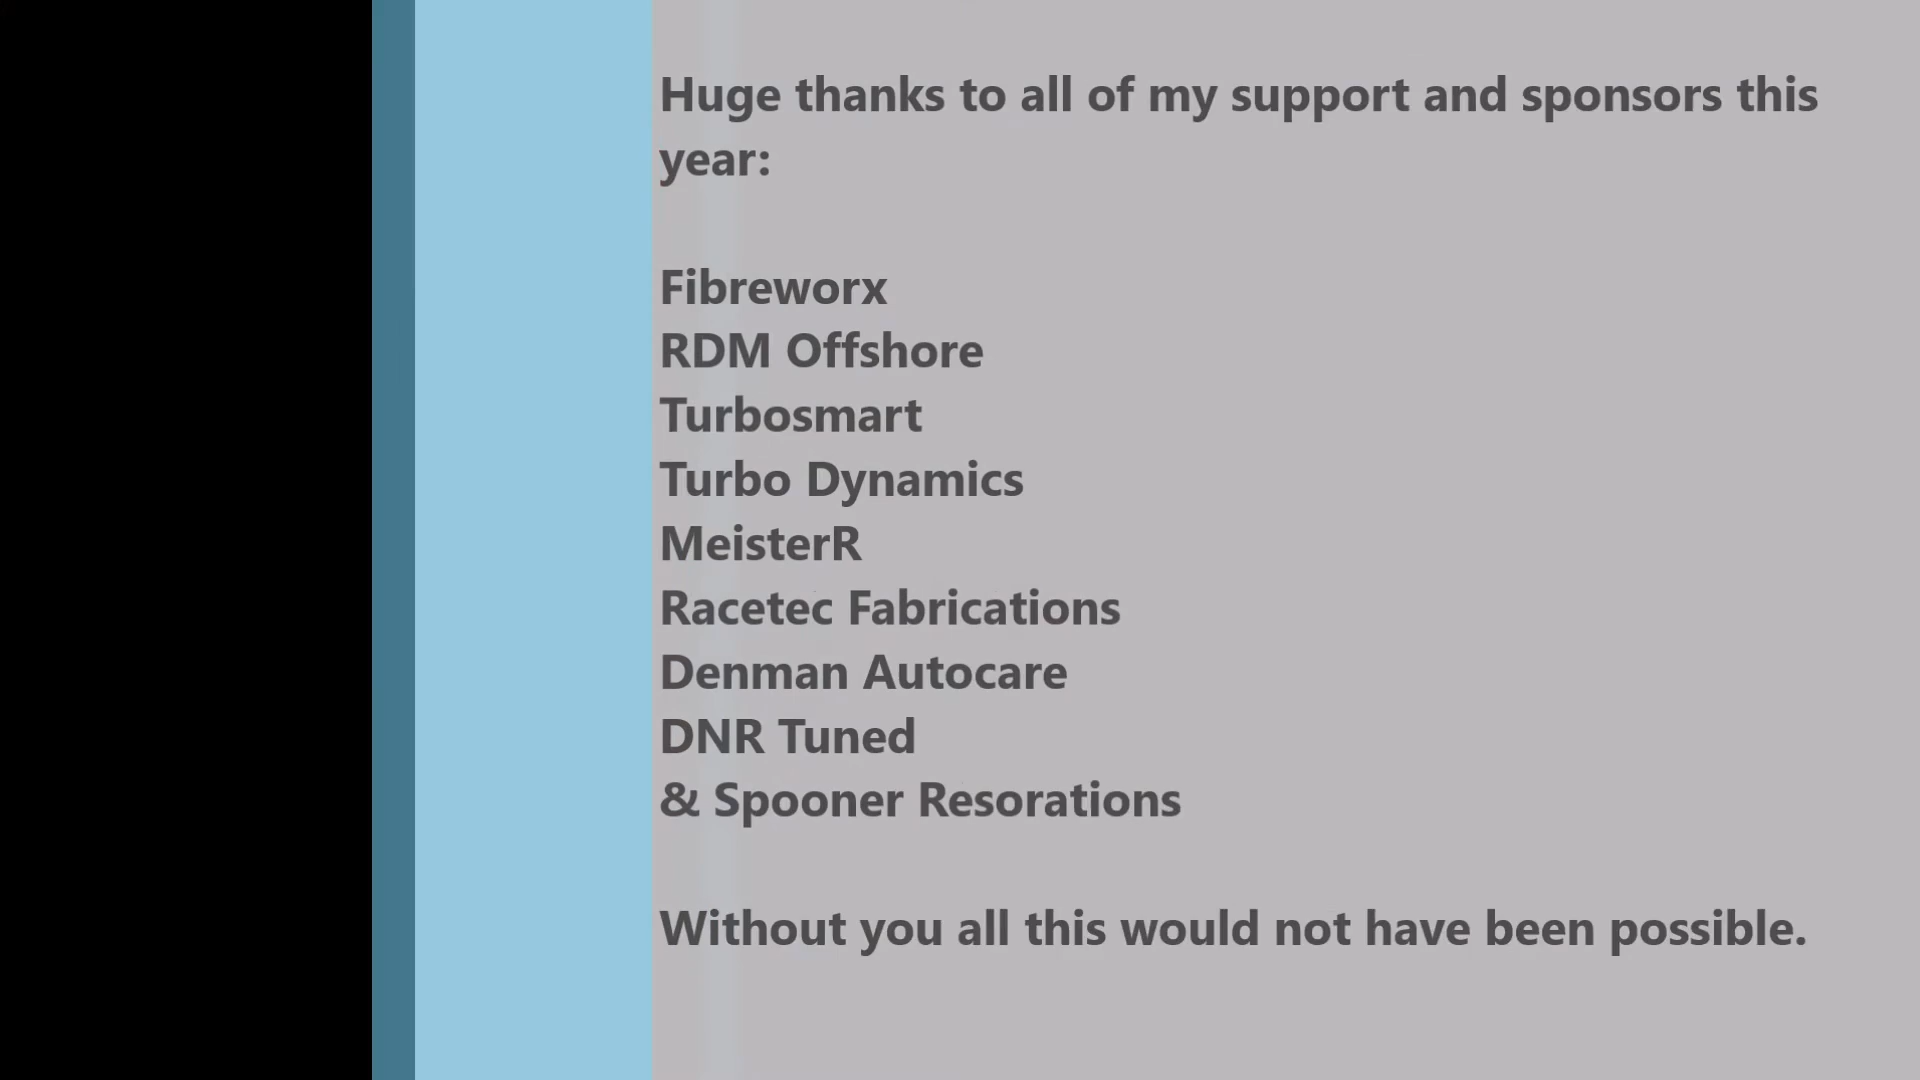 Huge thanks to all of my support and sponsors this
year:
Fibreworx
RDM Offshore
Turbosmart
Turbo Dynamics
MeisterR
Racetec Fabrications
Denman Autocare
DNR Tuned
& Spooner Resorations
Without you all this would not have been possible.